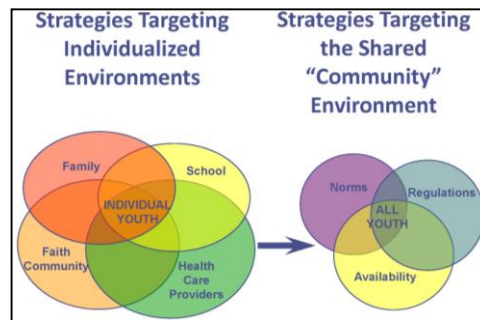 Strategies Targeting
Individualized
Environments
Strategies Targeting
the Shared
“Community”
Environment
Family
School
INDIVIDUAL
YOUTH
Faith
Community
Health
Care
Providers
Norms
Regulations
ALL
YOUTH
Availability